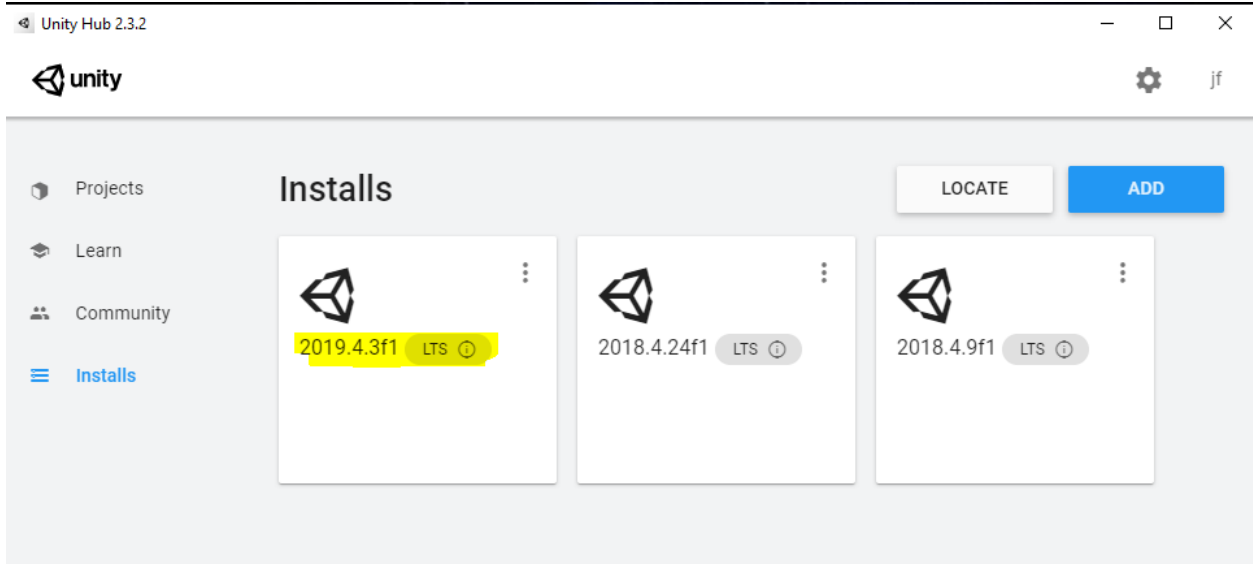 Unity Hub 2.3.2
unity
jf
Projects
Learn
Community
Installs
Installs
LOCATE
ADD
2019.4.3f1 LTS
2018.4.24f1 LTS
2018.4.9f1 LTS